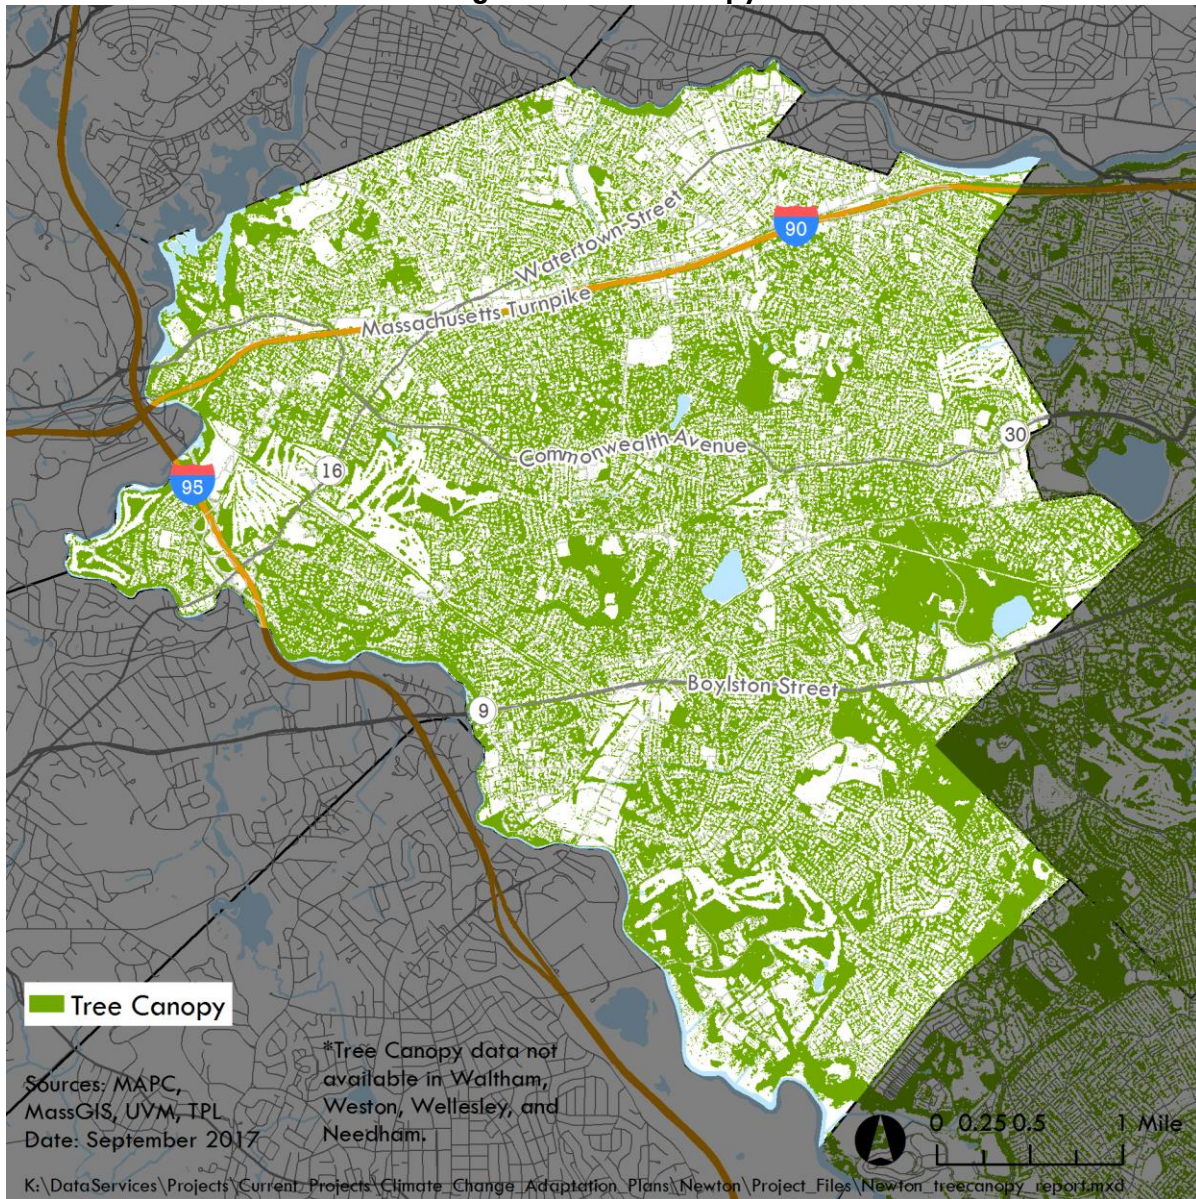 Watertown Street
90
Massachusetts Turnpike
Commonwealth Avenue
30
16
95
Boylston Street
9
Tree Canopy
*Tree Canopy data not
available in Waltham,
Weston, Wellesley, and
Needham.
Sources: MAPC,
MassGIS, UVM, TPL
Date: September 2017
0 0.25 0.5 1 Mile
K:\DataServices\Projects\Current_Projects\Climate_Change_Adaptation_Plans\Newton\Project_Files\Newton_treecanopy_report.mxd